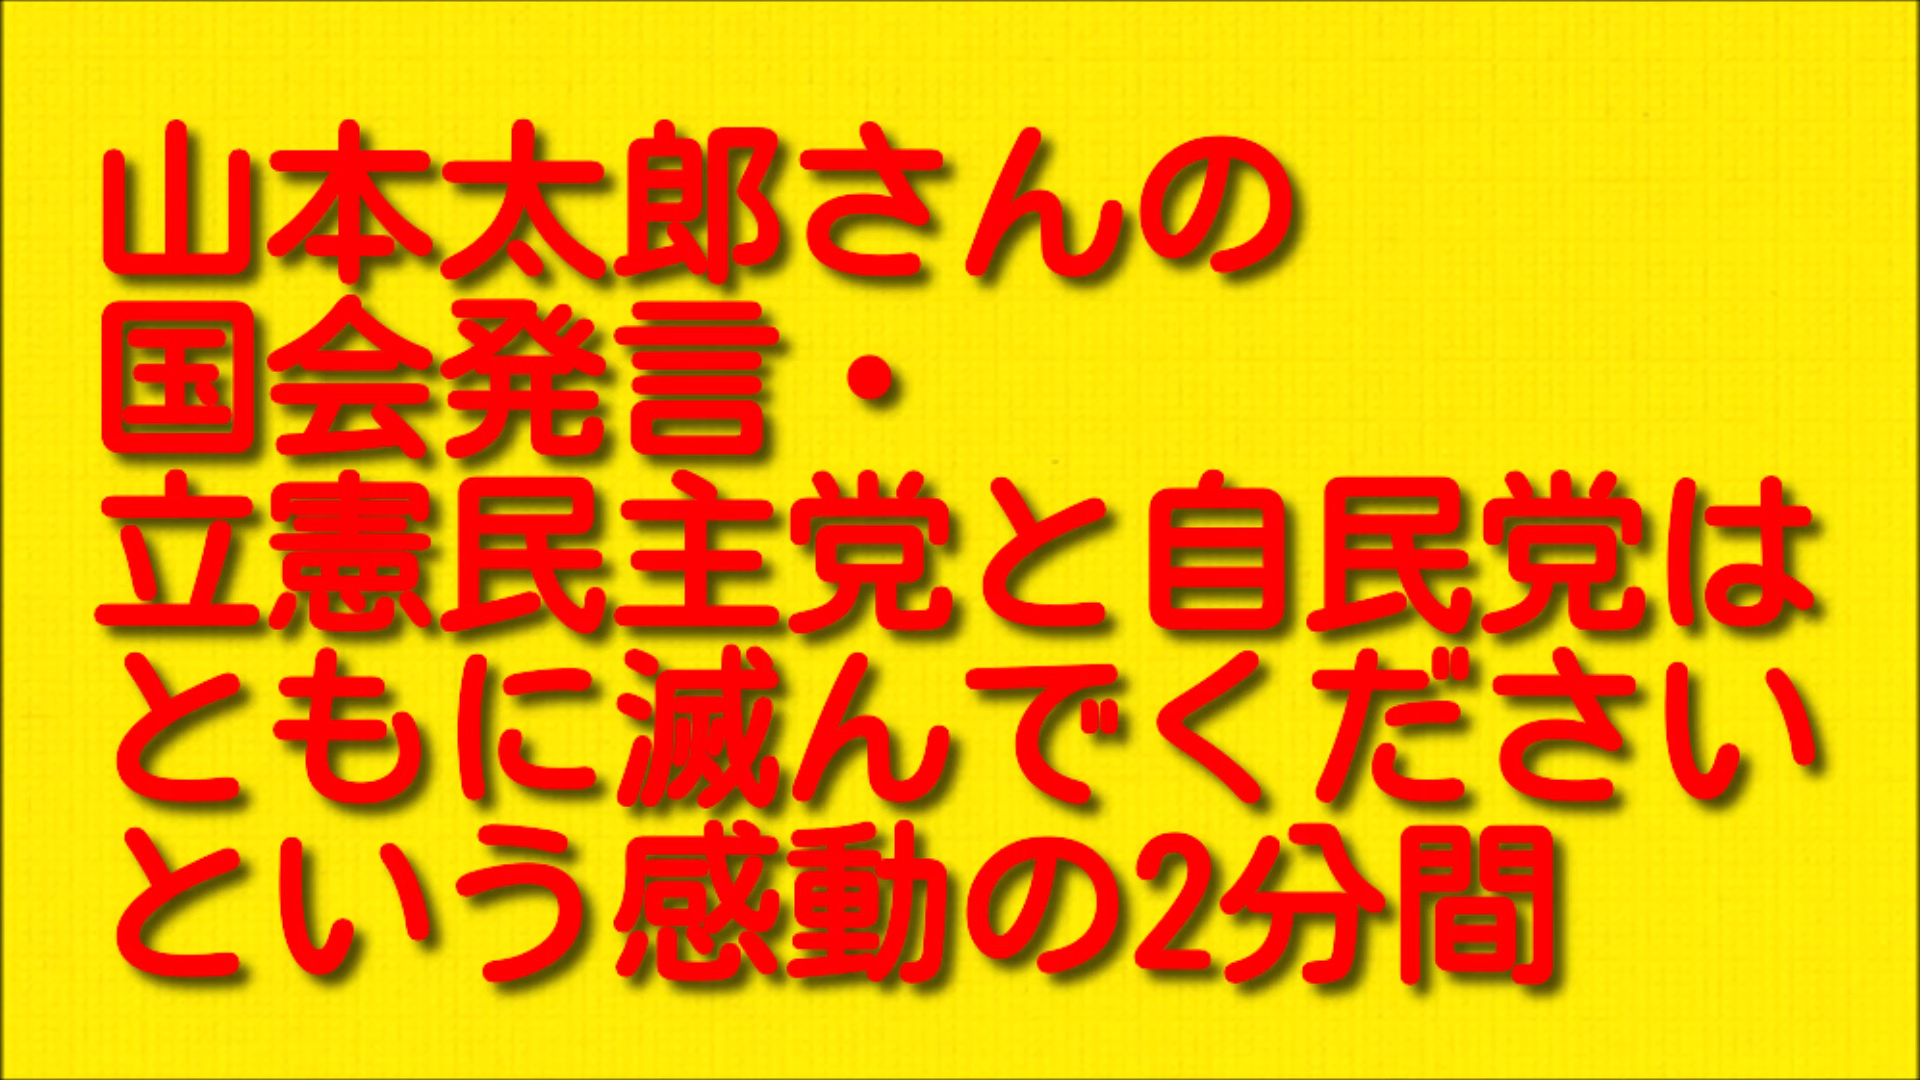 山本太郎さんの
国会発言・
立憲民主党と自民党は
ともに滅んでください
という感動の2分間